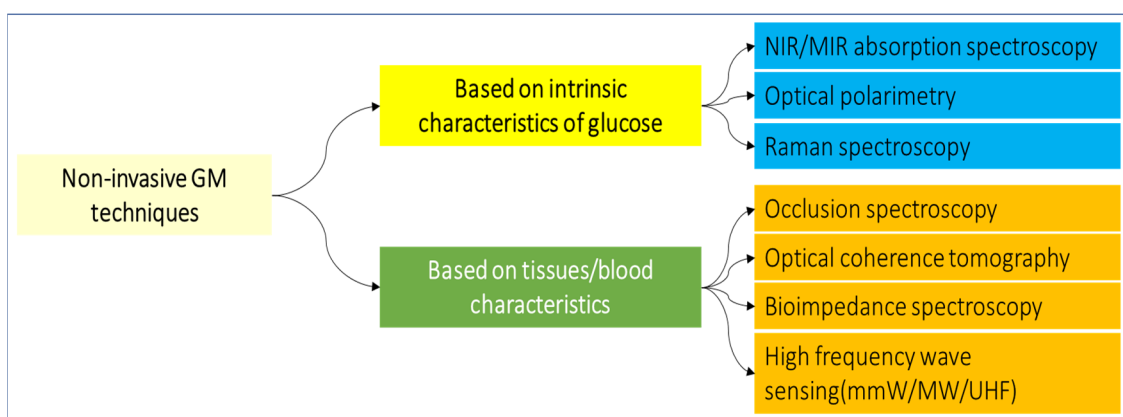 Non-invasive GM
techniques
Based on intrinsic
characteristics of glucose
NIR/MIR absorption spectroscopy
Optical polarimetry
Raman spectroscopy
Based on tissues/blood
characteristics
Occlusion spectroscopy
Optical coherence tomography
Bioimpedance spectroscopy
High frequency wave
sensing(mmW/MW/UHF)